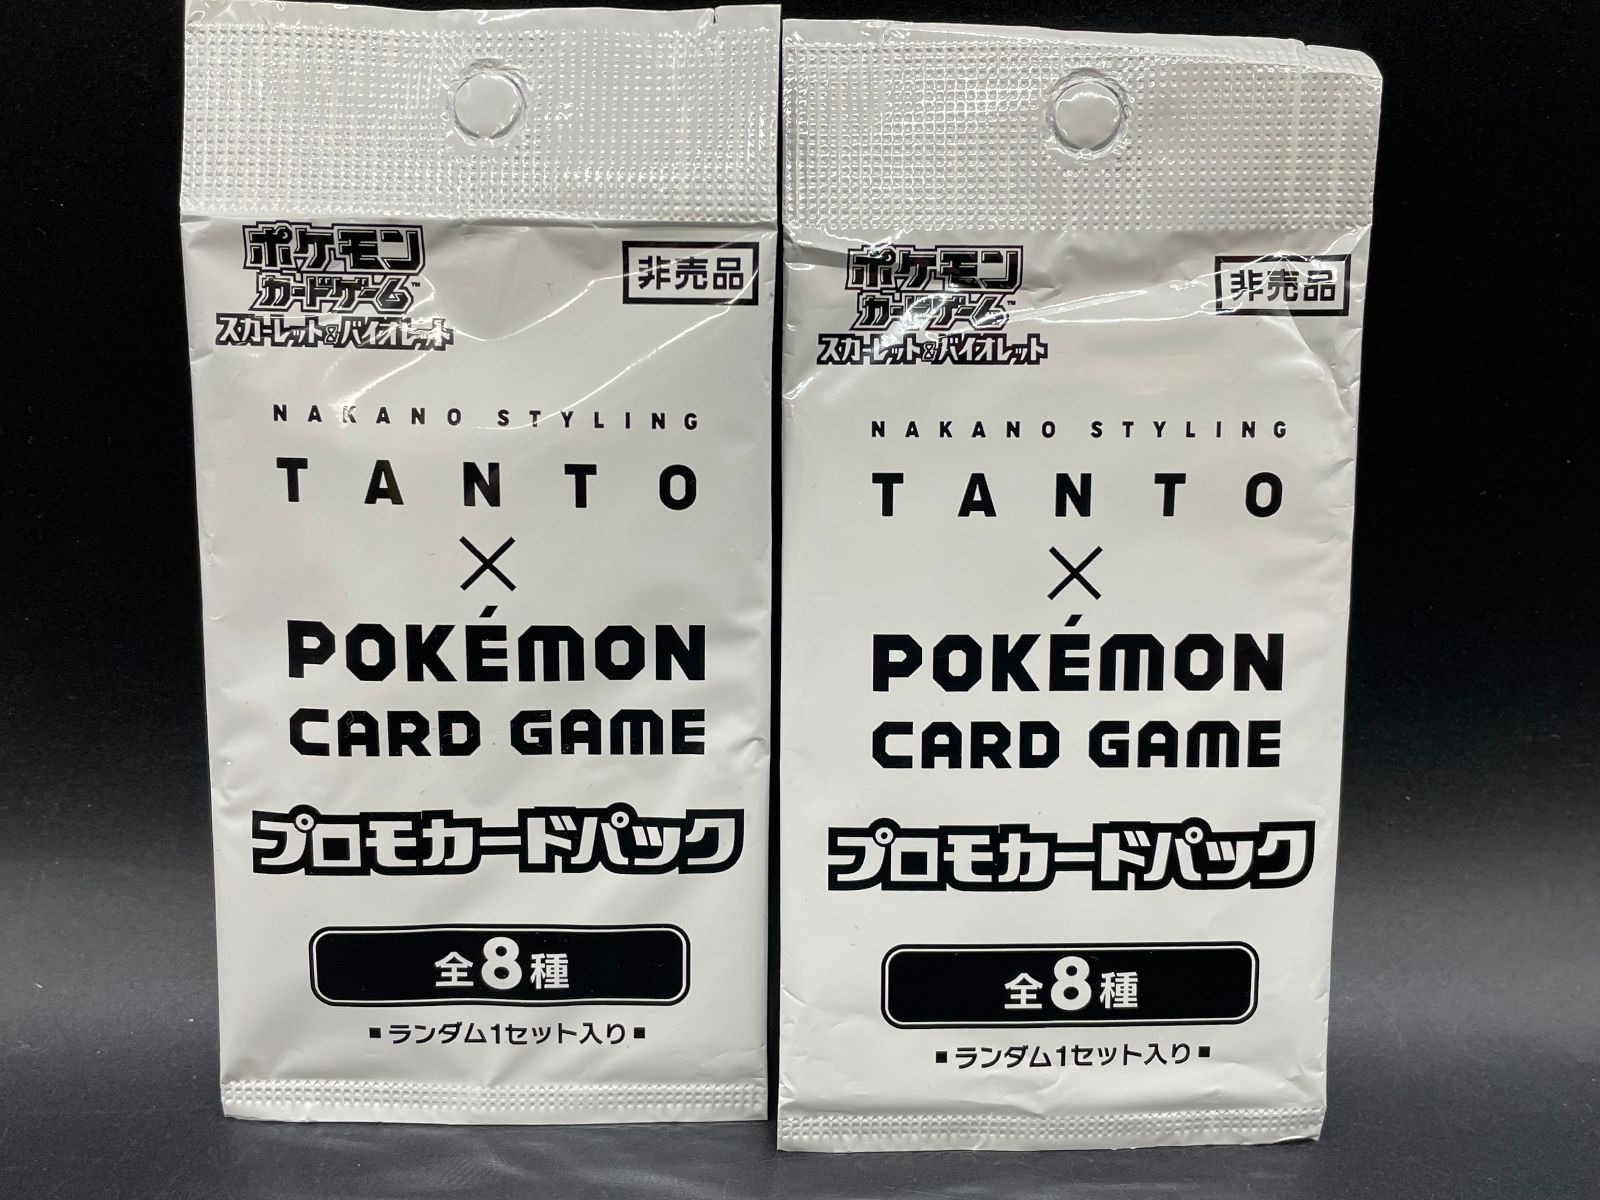 ポケモン
カードゲーム™
スカーレット&バイオレット
非売品
NAKANO STYLING
TANTO
×
POKÉMON
CARD GAME
プロモカードパック
全8種
▪ランダム1セット入り▪
ポケモン
カードゲーム™
スカーレット&バイオレット
非売品
NAKANO STYLING
TANTO
×
POKÉMON
CARD GAME
プロモカードパック
全8種
▪ランダム1セット入り▪